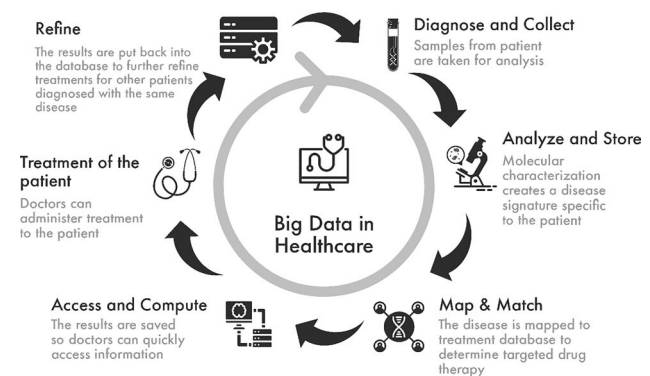 Refine
The results are put back into
the database to further refine
treatments for other patients
diagnosed with the same
disease
Diagnose and Collect
Samples from patient
are taken for analysis
Analyze and Store
Molecular
characterization
creates a disease
signature specific
to the patient
Map & Match
The disease is mapped to
treatment database to
determine targeted drug
therapy
Access and Compute
The results are saved
so doctors can quickly
access information
Treatment of the
patient
Doctors can
administer treatment
to the patient
Big Data in
Healthcare